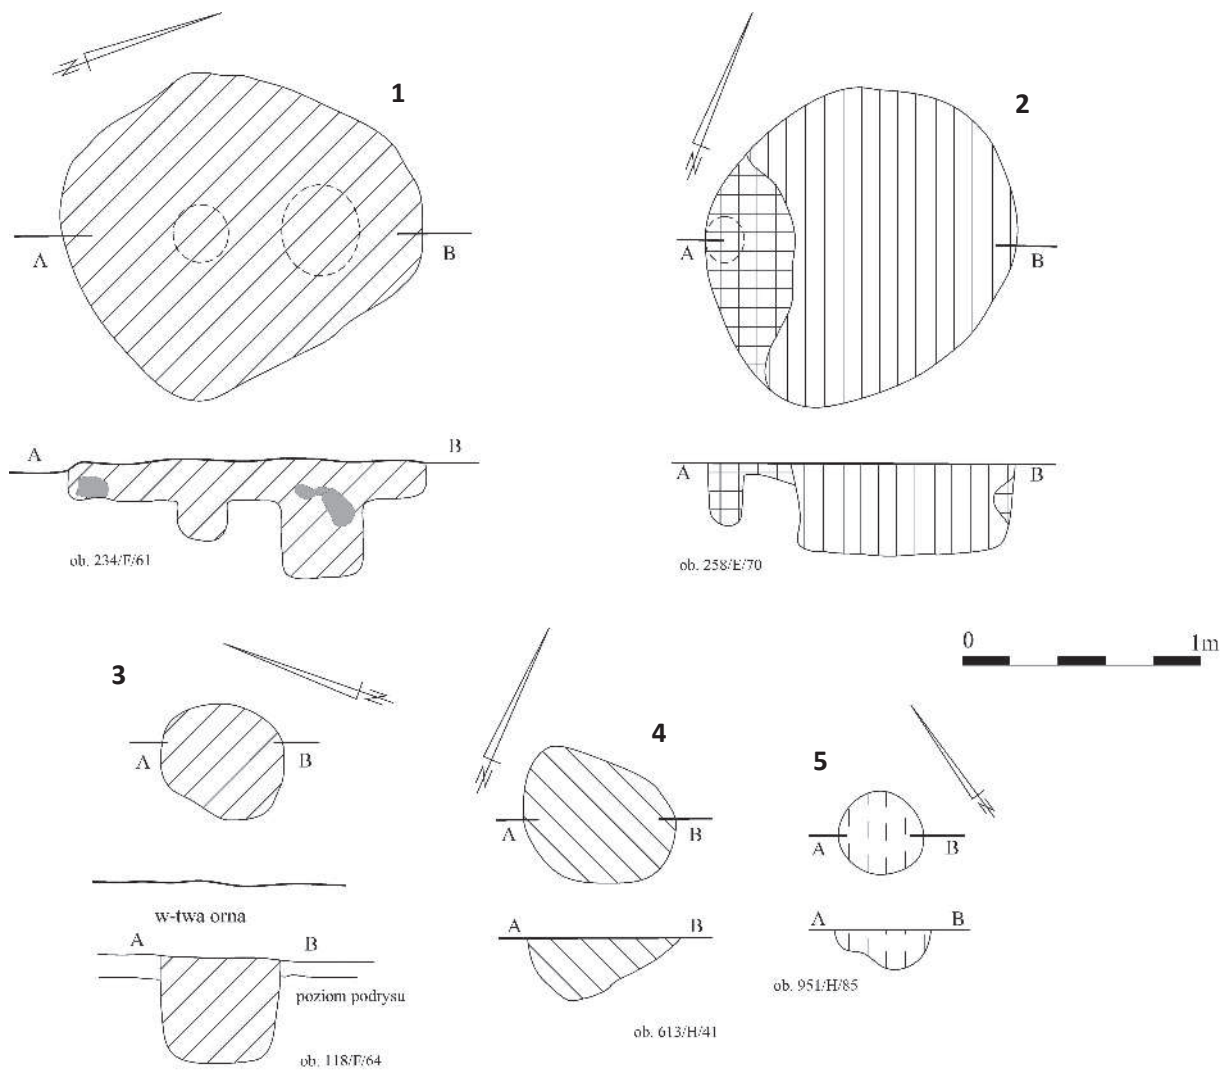 N
1
A
B
A
B
ob. 234/F/61
N
2
A
B
A
B
ob. 258/E/70
0 1m
3
N
A
B
w-twa orna
A
B
poziom podrysu
ob. 118/F/64
N
4
A
B
A
B
ob. 613/H/41
5
N
A
B
A
B
ob. 951/H/85